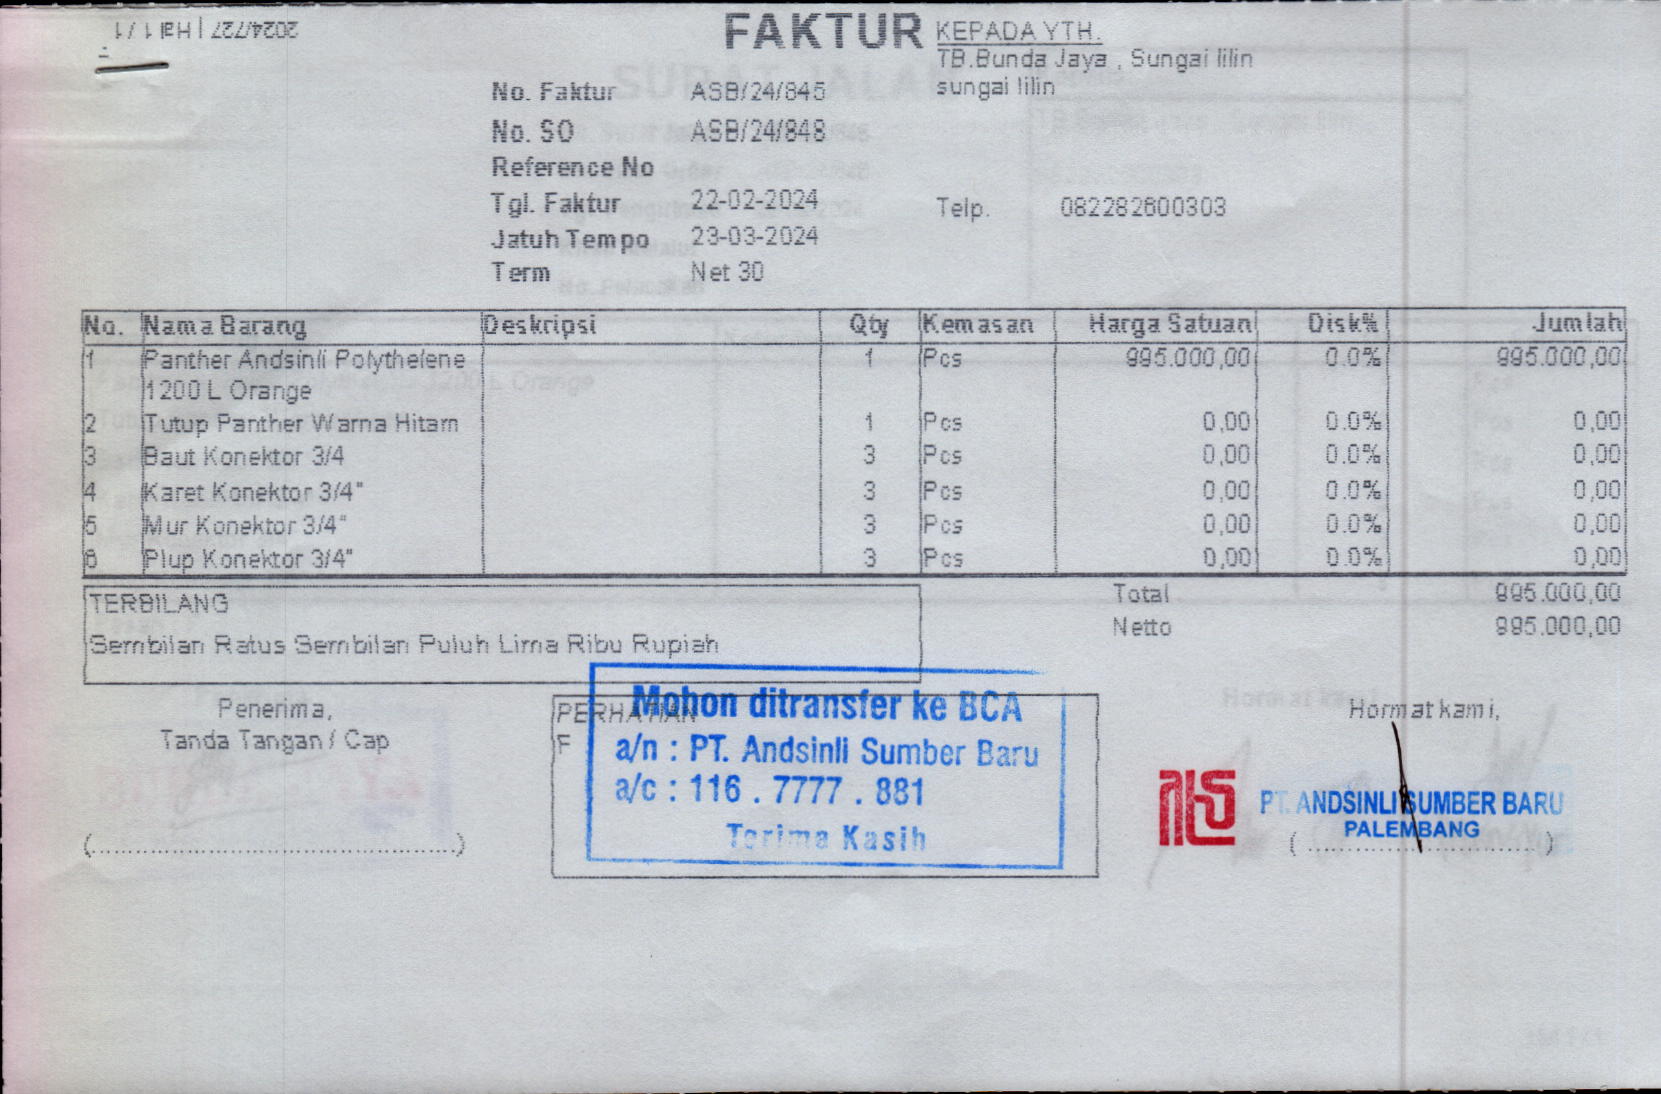 2024/727 | Hal 1 / 1
FAKTUR
KEPADA YTH.
TB.Bunda Jaya , Sungai lilin
sungai lilin
No. Faktur ASB/24/845
No. SO ASB/24/848
Reference No
Tgl. Faktur 22-02-2024
Telp. 082282600303
Jatuh Tempo 23-03-2024
Term Net 30
No. Nama Barang Deskripsi Qty Kemasan Harga Satuan Disk% Jumlah
1 Panther Andsinli Polythelene 1 Pcs 995.000,00 0.0% 995.000,00
1200 L Orange
2 Tutup Panther Warna Hitam 1 Pcs 0,00 0.0% 0,00
3 Baut Konektor 3/4 3 Pcs 0,00 0.0% 0,00
4 Karet Konektor 3/4" 3 Pcs 0,00 0.0% 0,00
5 Mur Konektor 3/4" 3 Pcs 0,00 0.0% 0,00
6 Plup Konektor 3/4" 3 Pcs 0,00 0.0% 0,00
TERBILANG
Sembilan Ratus Sembilan Puluh Lima Ribu Rupiah
Total 995.000,00
Netto 995.000,00
Penerima,
Tanda Tangan / Cap
(............................................)
PERHATIAN
F
Mohon ditransfer ke BCA
a/n : PT. Andsinli Sumber Baru
a/c : 116 . 7777 . 881
Terima Kasih
Hormat kami,
PT. ANDSINLI SUMBER BARU
PALEMBANG
( ............................ )